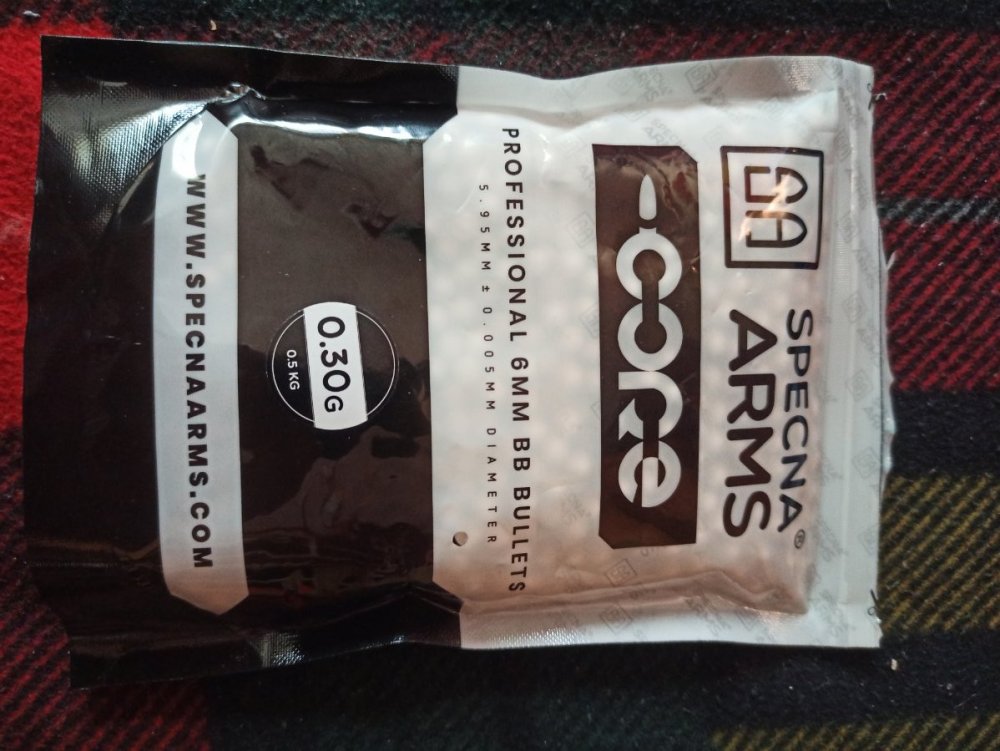 SPECNA
ARMS®
CORE
PROFESSIONAL 6MM BB BULLETS
5.95MM ± 0.005MM DIAMETER
0.30G
0.5 KG
WWW.SPECNAARMS.COM